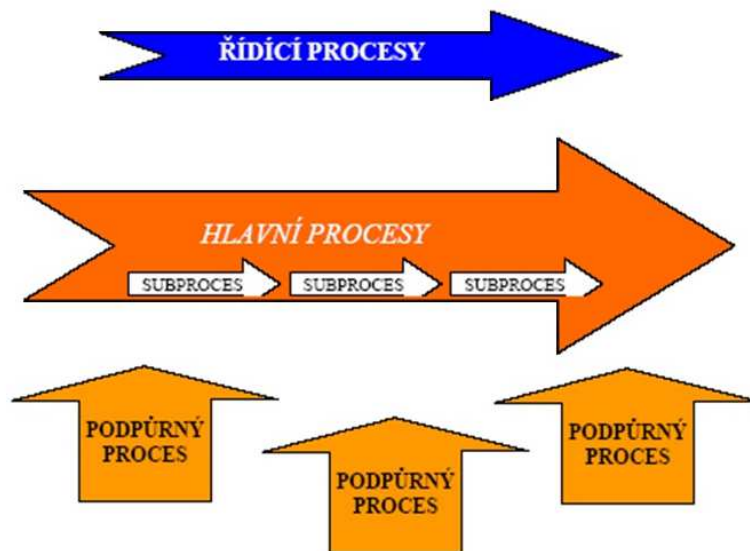 ŘÍDÍCÍ PROCESY
HLAVNÍ PROCESY
SUBPROCES
SUBPROCES
SUBPROCES
PODPŮRNÝ
PROCES
PODPŮRNÝ
PROCES
PODPŮRNÝ
PROCES